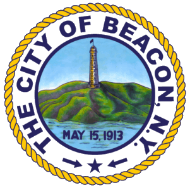 THE CITY OF BEACON, N.Y.
MAY 15, 1913